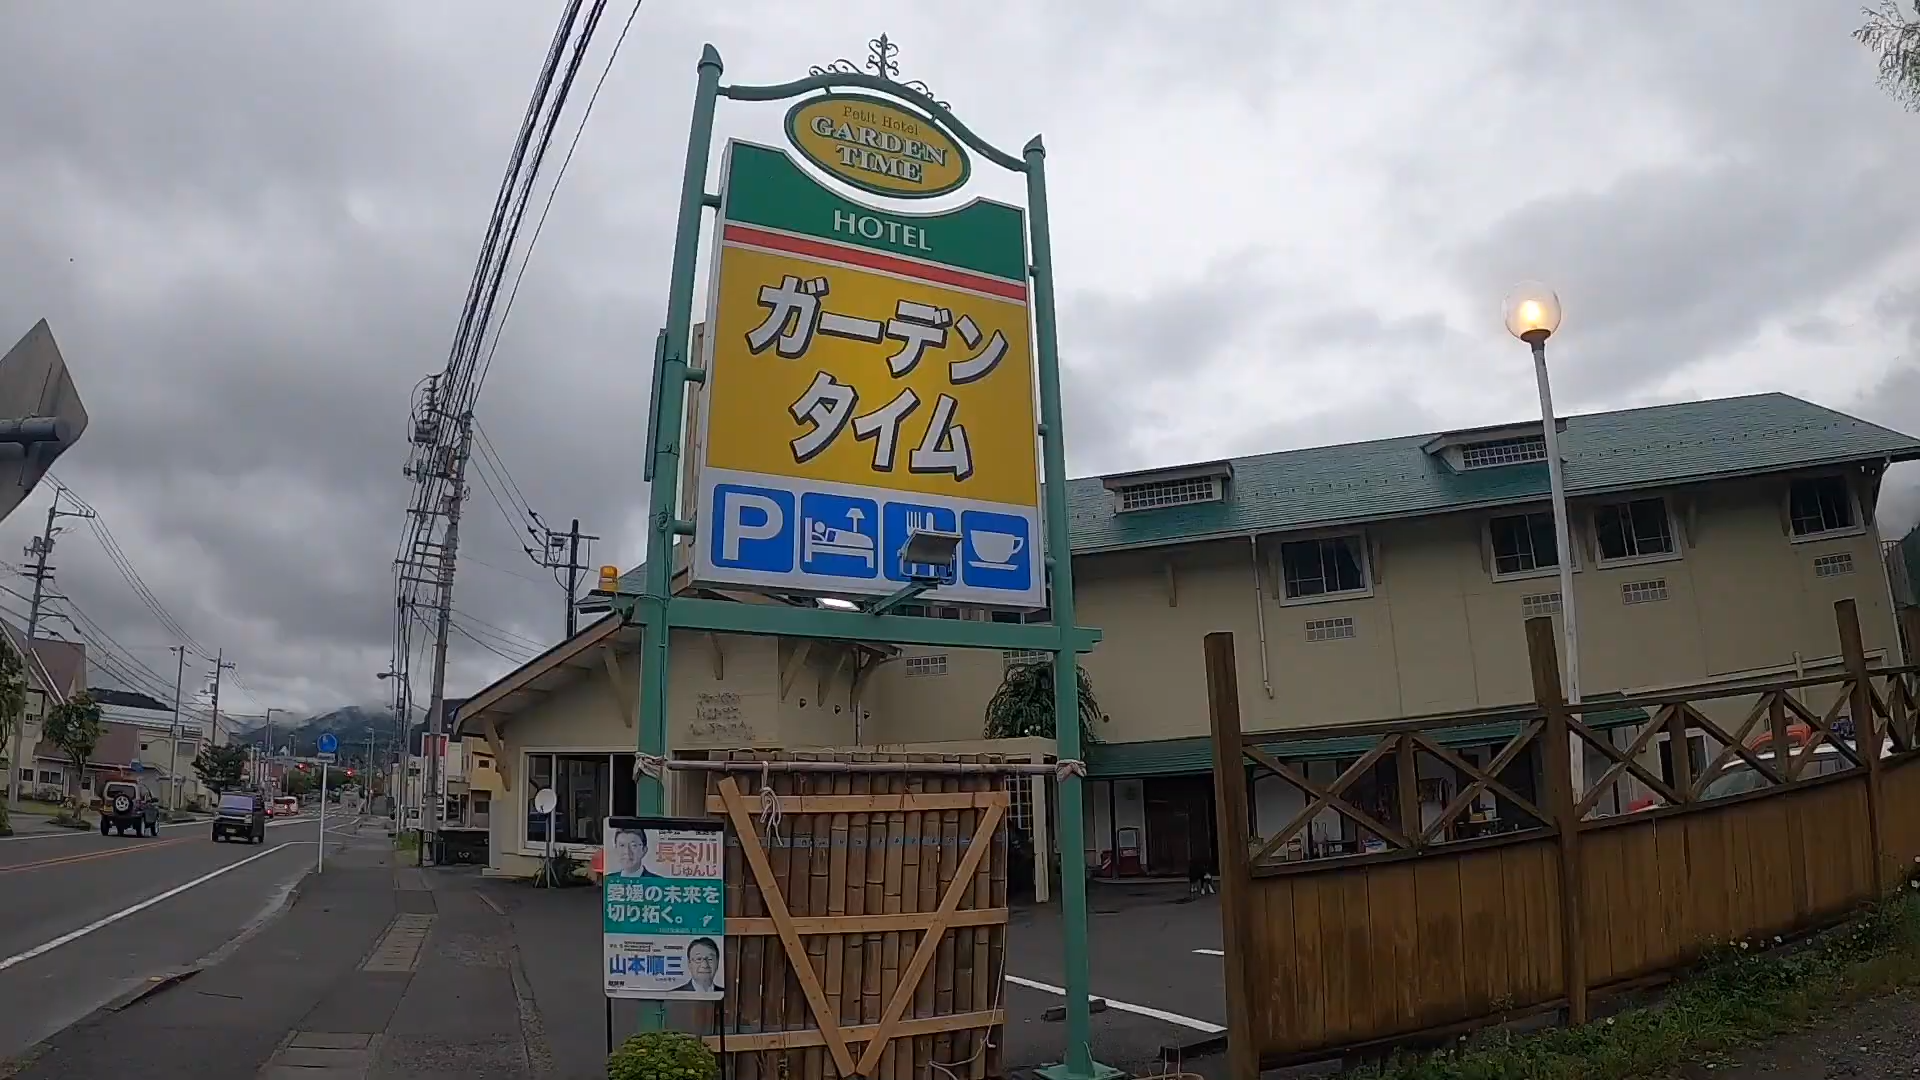 Petit Hotel
GARDEN
TIME
HOTEL
ガーデン
タイム
P
長谷川
じゅんじ
愛媛の未来を
切り拓く。
山本順三